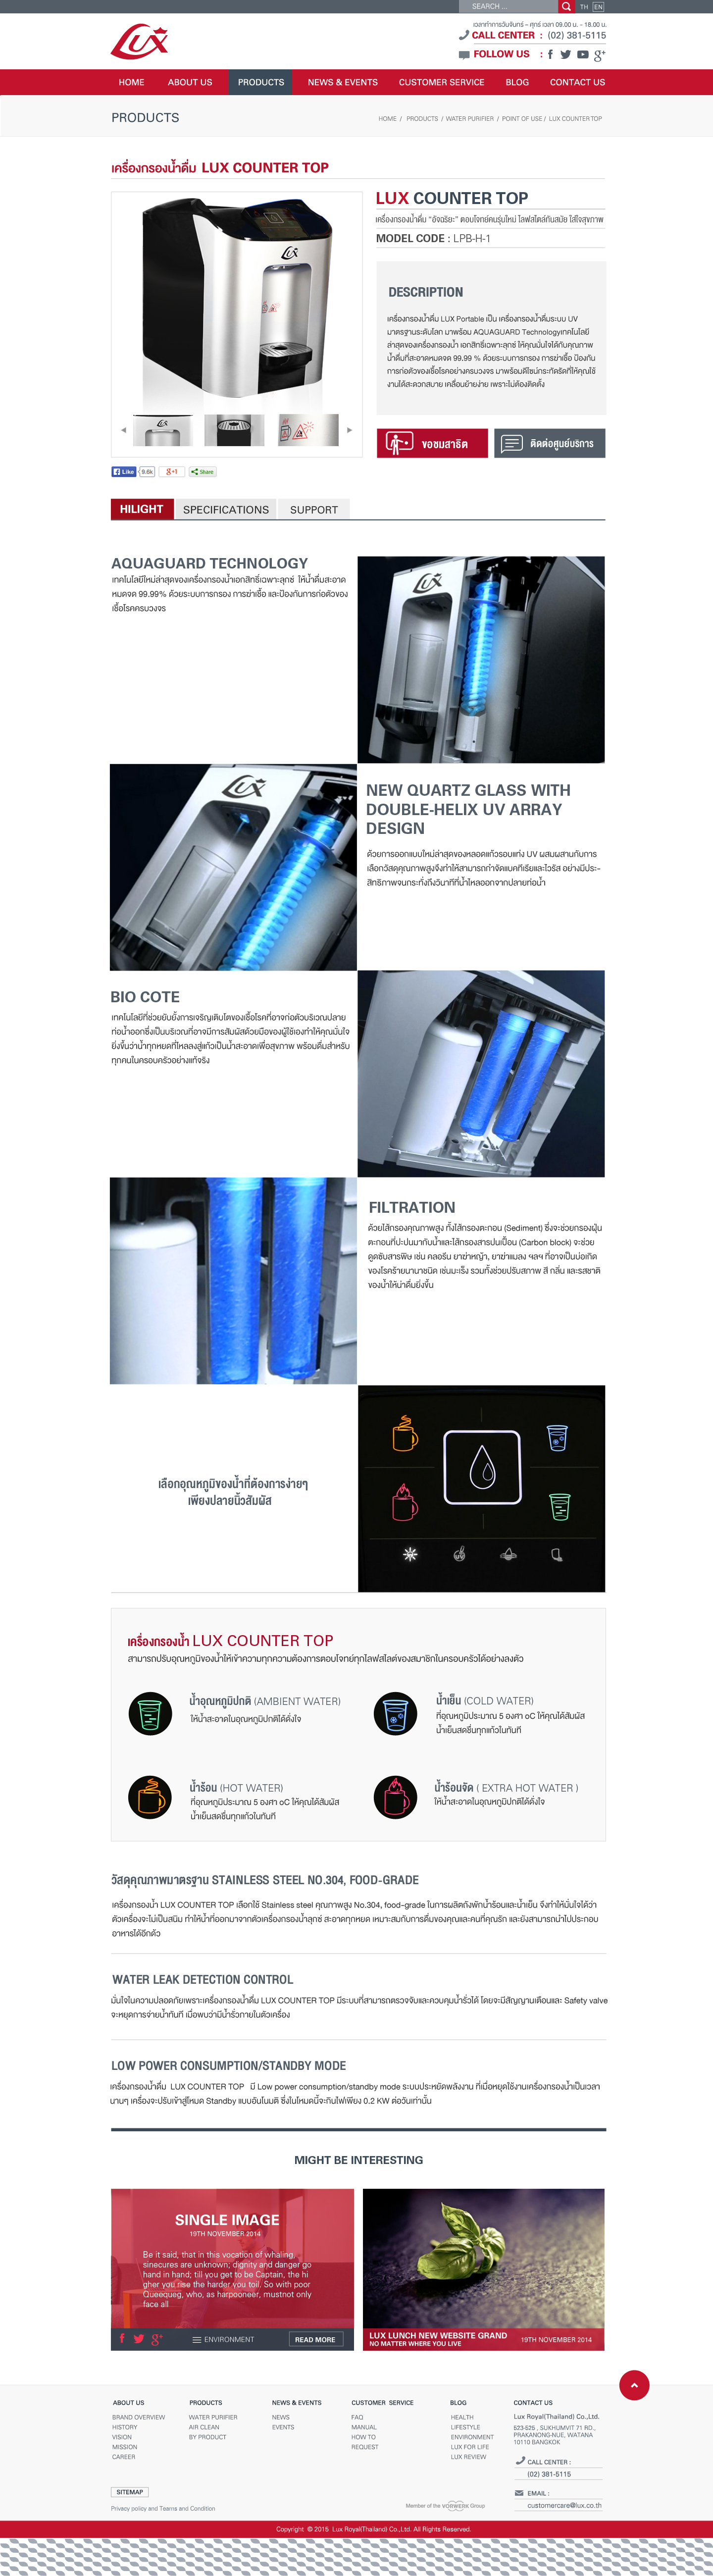 SEARCH ...
TH EN
LUX
เวลาทำการวันจันทร์ - ศุกร์ เวลา 09.00 น. - 18.00 น.
CALL CENTER : (02) 381-5115
FOLLOW US :
HOME ABOUT US PRODUCTS NEWS & EVENTS CUSTOMER SERVICE BLOG CONTACT US
PRODUCTS
HOME / PRODUCTS / WATER PURIFIER / POINT OF USE / LUX COUNTER TOP
เครื่องกรองน้ำดื่ม LUX COUNTER TOP
LUX COUNTER TOP
เครื่องกรองน้ำดื่ม "อัจฉริยะ" ตอบโจทย์คนรุ่นใหม่ ไลฟสไตล์ทันสมัย ใส่ใจสุขภาพ
MODEL CODE : LPB-H-1
DESCRIPTION
เครื่องกรองน้ำดื่ม LUX Portable เป็น เครื่องกรองน้ำดื่มระบบ UV
มาตรฐานระดับโลก มาพร้อม AQUAGUARD Technologyเทคโนโลยี
ล่าสุดของเครื่องกรองน้ำ เอกสิทธิ์เฉพาะลุกซ์ ให้คุณมั่นใจได้กับคุณภาพ
น้ำดื่มที่สะอาดหมดจด 99.99 % ด้วยระบบการกรอง การฆ่าเชื้อ ป้องกัน
การก่อตัวของเชื้อโรคอย่างครบวงจร มาพร้อมดีไซน์กระทัดรัดที่ให้คุณใช้
งานได้สะดวกสบาย เคลื่อนย้ายง่าย เพราะไม่ต้องติดตั้ง
ขอชมสาธิต
ติดต่อศูนย์บริการ
Like 9.6k +1 Share
HILIGHT SPECIFICATIONS SUPPORT
AQUAGUARD TECHNOLOGY
เทคโนโลยีใหม่ล่าสุดของเครื่องกรองน้ำเอกสิทธิ์เฉพาะลุกซ์ ให้น้ำดื่มสะอาด
หมดจด 99.99% ด้วยระบบการกรอง การฆ่าเชื้อ และป้องกันการก่อตัวของ
เชื้อโรคครบวงจร
NEW QUARTZ GLASS WITH
DOUBLE-HELIX UV ARRAY
DESIGN
ด้วยการออกแบบใหม่ล่าสุดของหลอดแก้วรอบแท่ง UV ผสมผสานกับการ
เลือกวัสดุคุณภาพสูงจึงทำให้สามารถกำจัดแบคทีเรียและไวรัส อย่างมีประ-
สิทธิภาพจนกระทั่งถึงวินาทีที่น้ำไหลออกจากปลายท่อน้ำ
BIO COTE
เทคโนโลยีที่ช่วยยับยั้งการเจริญเติบโตของเชื้อโรคที่อาจก่อตัวบริเวณปลาย
ท่อน้ำออกซึ่งเป็นบริเวณที่อาจมีการสัมผัสด้วยมือของผู้ใช้เองทำให้คุณมั่นใจ
ยิ่งขึ้นว่าน้ำทุกหยดที่ไหลลงสู่แก้วเป็นน้ำสะอาดเพื่อสุขภาพ พร้อมดื่มสำหรับ
ทุกคนในครอบครัวอย่างแท้จริง
FILTRATION
ด้วยไส้กรองคุณภาพสูง ทั้งไส้กรองตะกอน (Sediment) ซึ่งจะช่วยกรองฝุ่น
ตะกอนที่ปะปนมากับน้ำและไส้กรองสารปนเปื้อน (Carbon block) จะช่วย
ดูดซับสารพิษ เช่น คลอรีน ยาฆ่าหญ้า, ยาฆ่าแมลง ฯลฯ ที่อาจเป็นบ่อเกิด
ของโรคร้ายนานาชนิด เช่นมะเร็ง รวมทั้งช่วยปรับสภาพ สี กลิ่น และรสชาติ
ของน้ำให้น่าดื่มยิ่งขึ้น
เลือกอุณหภูมิของน้ำที่ต้องการง่ายๆ
เพียงปลายนิ้วสัมผัส
เครื่องกรองน้ำ LUX COUNTER TOP
สามารถปรับอุณหภูมิของน้ำให้เข้าความทุกความต้องการตอบโจทย์ทุกไลฟสไลต์ของสมาชิกในครอบครัวได้อย่างลงตัว
น้ำอุณหภูมิปกติ (AMBIENT WATER)
ให้น้ำสะอาดในอุณหภูมิปกติได้ดั่งใจ
น้ำเย็น (COLD WATER)
ที่อุณหภูมิประมาณ 5 องศา oC ให้คุณได้สัมผัส
น้ำเย็นสดชื่นทุกแก้วในทันที
น้ำร้อน (HOT WATER)
ที่อุณหภูมิประมาณ 5 องศา oC ให้คุณได้สัมผัส
น้ำเย็นสดชื่นทุกแก้วในทันที
น้ำร้อนจัด ( EXTRA HOT WATER )
ให้น้ำสะอาดในอุณหภูมิปกติได้ดั่งใจ
วัสดุคุณภาพมาตรฐาน STAINLESS STEEL NO.304, FOOD-GRADE
เครื่องกรองน้ำ LUX COUNTER TOP เลือกใช้ Stainless steel คุณภาพสูง No.304, food-grade ในการผลิตถังพักน้ำร้อนและน้ำเย็น จึงทำให้มั่นใจได้ว่า
ตัวเครื่องจะไม่เป็นสนิม ทำให้น้ำที่ออกมาจากตัวเครื่องกรองน้ำลุกซ์ สะอาดทุกหยด เหมาะสมกับการดื่มของคุณและคนที่คุณรัก และยังสามารถนำไปประกอบ
อาหารได้อีกด้วย
WATER LEAK DETECTION CONTROL
มั่นใจในความปลอดภัยเพราะเครื่องกรองน้ำดื่ม LUX COUNTER TOP มีระบบที่สามารถตรวจจับและควบคุมน้ำรั่วได้ โดยจะมีสัญญานเตือนและ Safety valve
จะหยุดการจ่ายน้ำทันที เมื่อพบว่ามีน้ำรั่วภายในตัวเครื่อง
LOW POWER CONSUMPTION/STANDBY MODE
เครื่องกรองน้ำดื่ม LUX COUNTER TOP มี Low power consumption/standby mode ระบบประหยัดพลังงาน ที่เมื่อหยุดใช้งานเครื่องกรองน้ำเป็นเวลา
นานๆ เครื่องจะปรับเข้าสู่โหมด Standby แบบอันโนมติ ซึ่งในโหมดนี้จะกินไฟเพียง 0.2 KW ต่อวันเท่านั้น
MIGHT BE INTERESTING
SINGLE IMAGE
19TH NOVEMBER 2014
Be it said, that in this vocation of whaling,
sinecures are unknown; dignity and danger go
hand in hand; till you get to be Captain, the hi
gher you rise the harder you toil. So with poor
Queequeg, who, as harpooneer, mustnot only
face all
ENVIRONMENT
READ MORE
LUX LUNCH NEW WEBSITE GRAND
NO MATTER WHERE YOU LIVE
19TH NOVEMBER 2014
ABOUT US PRODUCTS NEWS & EVENTS CUSTOMER SERVICE BLOG CONTACT US
BRAND OVERVIEW WATER PURIFIER NEWS FAQ HEALTH Lux Royal(Thailand) Co.,Ltd.
HISTORY AIR CLEAN EVENTS MANUAL LIFESTYLE 523-525 , SUKHUMVIT 71 RD.,
VISION BY PRODUCT HOW TO ENVIRONMENT PRAKANONG-NUE, WATANA
MISSION REQUEST LUX FOR LIFE 10110 BANGKOK
CAREER LUX REVIEW
CALL CENTER :
(02) 381-5115
SITEMAP
EMAIL :
customercare@lux.co.th
Privacy policy and Tearns and Condition
Member of the VORWERK Group
Copyright © 2015 Lux Royal(Thailand) Co.,Ltd. All Rights Reserved.